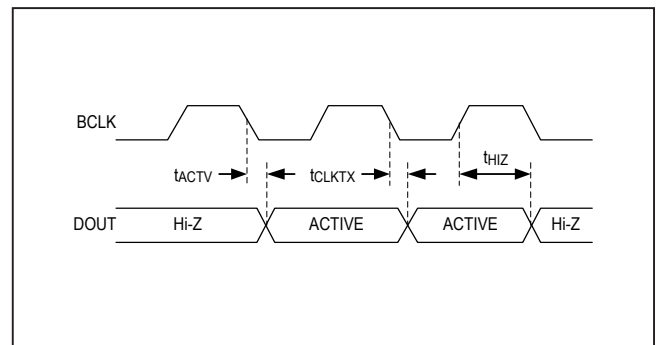 BCLK
tACTV tCLKTX tHIZ
DOUT Hi-Z ACTIVE ACTIVE Hi-Z